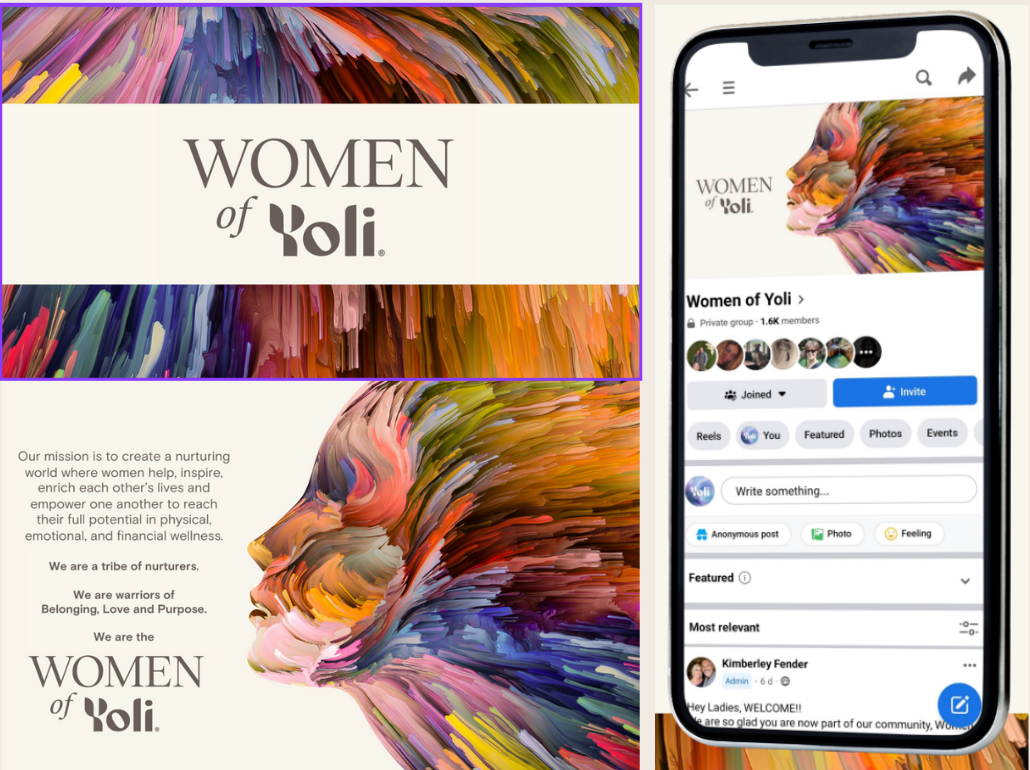 WOMEN
of Yoli®
Our mission is to create a nurturing
world where women help, inspire,
enrich each other's lives and
empower one another to reach
their full potential in physical,
emotional, and financial wellness.
We are a tribe of nurturers.
We are warriors of
Belonging, Love and Purpose.
We are the
WOMEN
of Yoli®
WOMEN
of Yoli
Women of Yoli >
Private group · 1.6K members
Joined Invite
Reels You Featured Photos Events
Yoli Write something...
Anonymous post Photo Feeling
Featured
Most relevant
Kimberley Fender
Admin · 6 d ·
Hey Ladies, WELCOME!!
are so glad you are now part of our community,